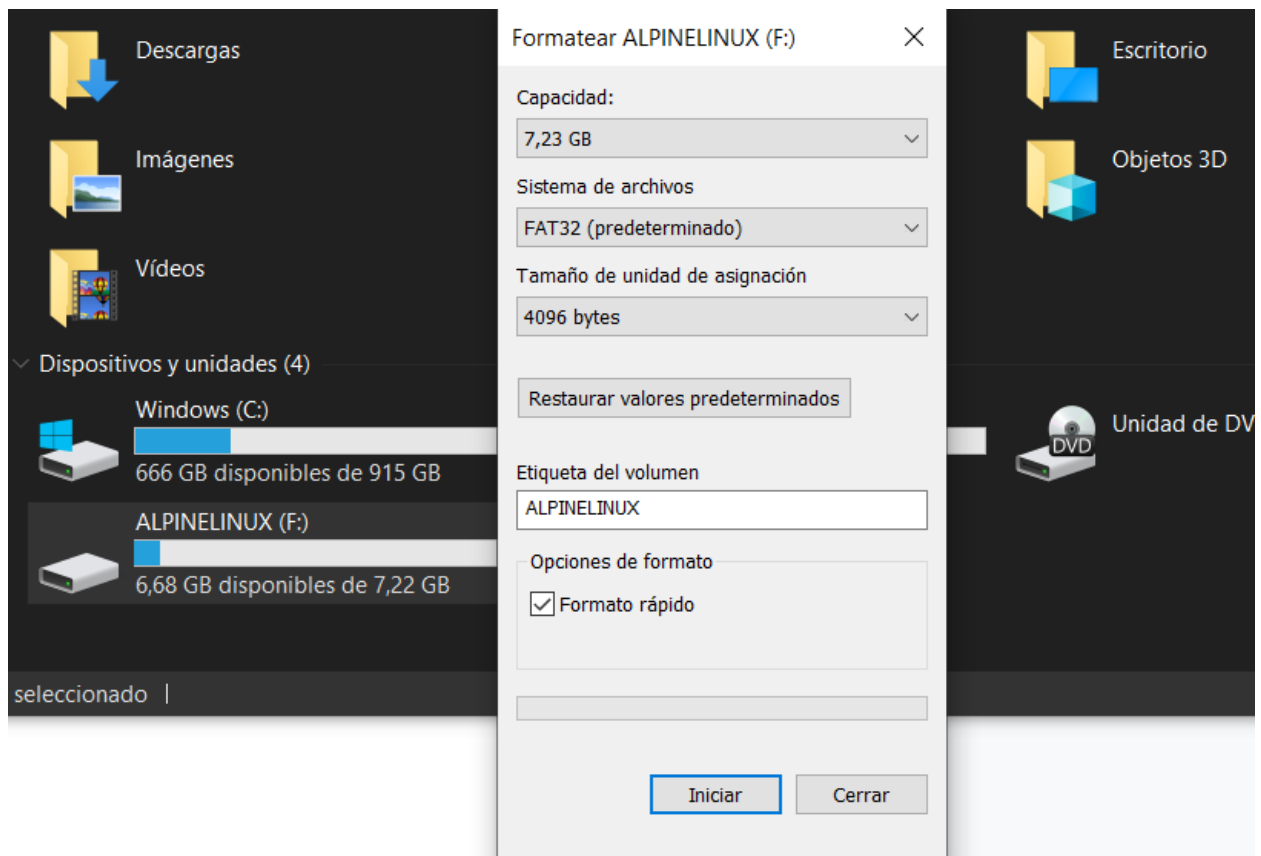 Descargas
Imágenes
Vídeos
Dispositivos y unidades (4)
Windows (C:)
666 GB disponibles de 915 GB
ALPINELINUX (F:)
6,68 GB disponibles de 7,22 GB
seleccionado
Formatear ALPINELINUX (F:)
Capacidad:
7,23 GB
Sistema de archivos
FAT32 (predeterminado)
Tamaño de unidad de asignación
4096 bytes
Restaurar valores predeterminados
Etiqueta del volumen
ALPINELINUX
Opciones de formato
Formato rápido
Iniciar
Cerrar
Escritorio
Objetos 3D
DVD
Unidad de DV